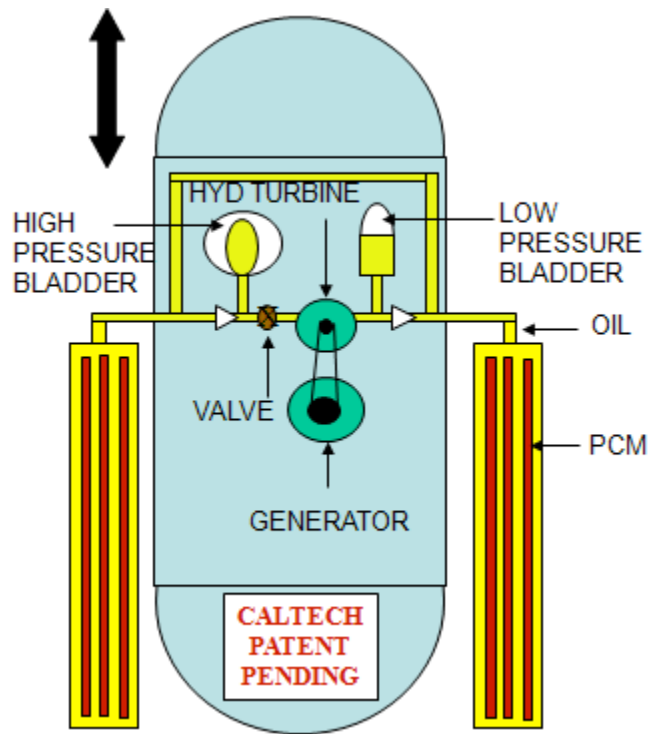 HYD TURBINE
HIGH
PRESSURE
BLADDER
LOW
PRESSURE
BLADDER
OIL
VALVE
PCM
GENERATOR
CALTECH
PATENT
PENDING